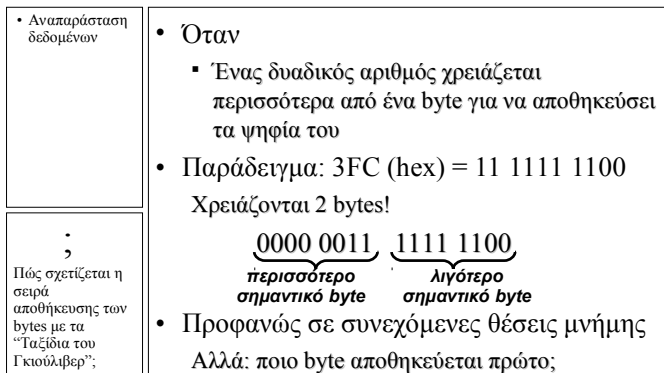 • Αναπαράσταση
δεδομένων
;
Πώς σχετίζεται η
σειρά
αποθήκευσης των
bytes με τα
“Ταξίδια του
Γκιούλιβερ”;
• Όταν
▪ Ένας δυαδικός αριθμός χρειάζεται
περισσότερα από ένα byte για να αποθηκεύσει
τα ψηφία του
• Παράδειγμα: 3FC (hex) = 11 1111 1100
Χρειάζονται 2 bytes!
0000 0011 1111 1100
περισσότερο λιγότερο
σημαντικό byte σημαντικό byte
• Προφανώς σε συνεχόμενες θέσεις μνήμης
Αλλά: ποιο byte αποθηκεύεται πρώτο;